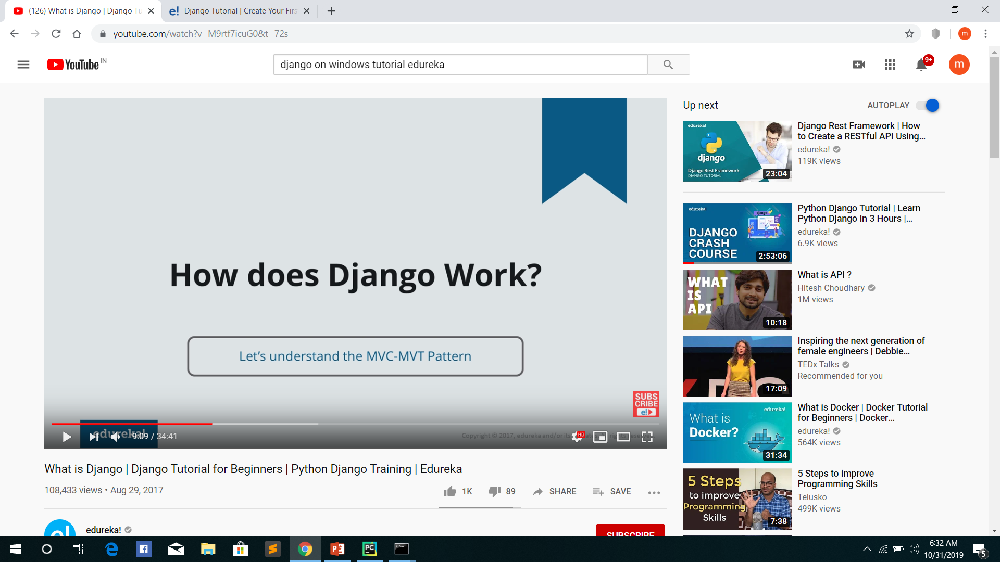 (126) What is Django | Django Tu
e! Django Tutorial | Create Your Firs
youtube.com/watch?v=M9rtf7icuG0&t=72s
m
YouTube IN
django on windows tutorial edureka
9+
m
How does Django Work?
Let's understand the MVC-MVT Pattern
SUBS
CRIBE
e!
edureka!
9:09 / 34:41
Copyright © 2017, edureka and/or its
HD
What is Django | Django Tutorial for Beginners | Python Django Training | Edureka
108,433 views • Aug 29, 2017
1K
89
SHARE
SAVE
edureka!
SUBSCRIBE
Up next
AUTOPLAY
edureka!
django
Django Rest Framework
DJANGO TUTORIAL
23:04
Django Rest Framework | How
to Create a RESTful API Using...
edureka!
119K views
edureka!
django
DJANGO
CRASH
COURSE
2:53:06
Python Django Tutorial | Learn
Python Django In 3 Hours |...
edureka!
6.9K views
WHAT
IS
API
10:18
What is API ?
Hitesh Choudhary
1M views
17:09
Inspiring the next generation of
female engineers | Debbie...
TEDx Talks
Recommended for you
edureka!
What is
Docker?
31:34
What is Docker | Docker Tutorial
for Beginners | Docker...
edureka!
564K views
5 Steps
to improve
Programming
Skills
7:38
5 Steps to improve
Programming Skills
Telusko
499K views
PC
6:32 AM
10/31/2019
5